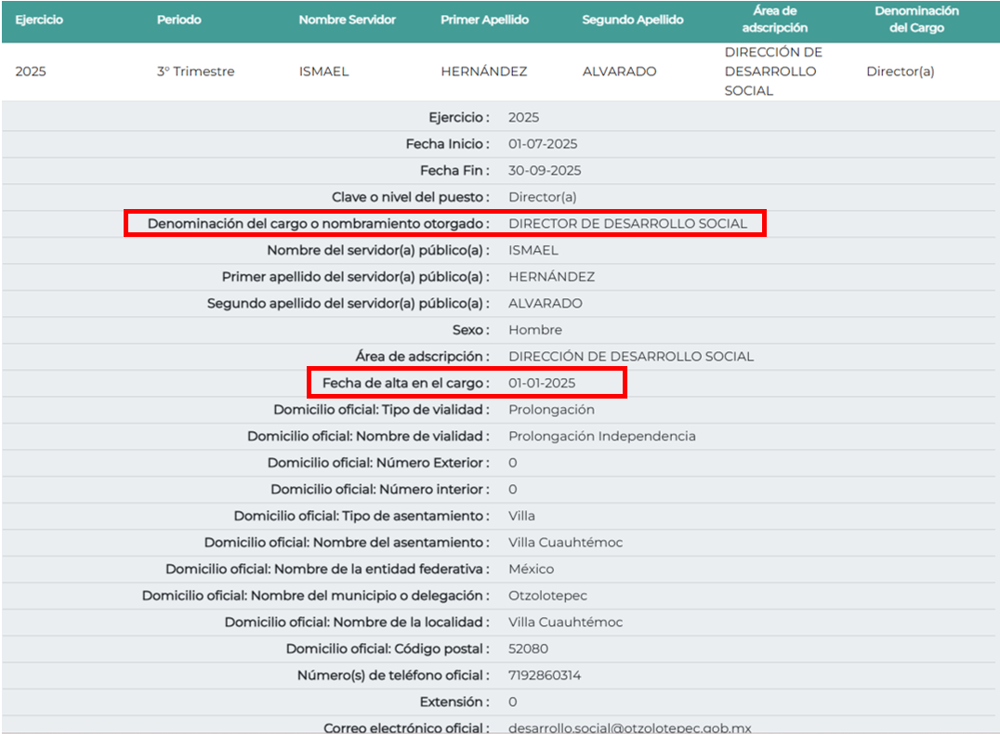 Ejercicio Periodo Nombre Servidor Primer Apellido Segundo Apellido Área de adscripción Denominación del Cargo
2025 3° Trimestre ISMAEL HERNÁNDEZ ALVARADO DIRECCIÓN DE DESARROLLO SOCIAL Director(a)
Ejercicio : 2025
Fecha Inicio : 01-07-2025
Fecha Fin : 30-09-2025
Clave o nivel del puesto : Director(a)
Denominación del cargo o nombramiento otorgado : DIRECTOR DE DESARROLLO SOCIAL
Nombre del servidor(a) público(a) : ISMAEL
Primer apellido del servidor(a) público(a) : HERNÁNDEZ
Segundo apellido del servidor(a) público(a) : ALVARADO
Sexo : Hombre
Área de adscripción : DIRECCIÓN DE DESARROLLO SOCIAL
Fecha de alta en el cargo : 01-01-2025
Domicilio oficial: Tipo de vialidad : Prolongación
Domicilio oficial: Nombre de vialidad : Prolongación Independencia
Domicilio oficial: Número Exterior : 0
Domicilio oficial: Número interior : 0
Domicilio oficial: Tipo de asentamiento : Villa
Domicilio oficial: Nombre del asentamiento : Villa Cuauhtémoc
Domicilio oficial: Nombre de la entidad federativa : México
Domicilio oficial: Nombre del municipio o delegación : Otzolotepec
Domicilio oficial: Nombre de la localidad : Villa Cuauhtémoc
Domicilio oficial: Código postal : 52080
Número(s) de teléfono oficial : 7192860314
Extensión : 0
Correo electrónico oficial : desarrollo.social@otzolotepec.gob.mx